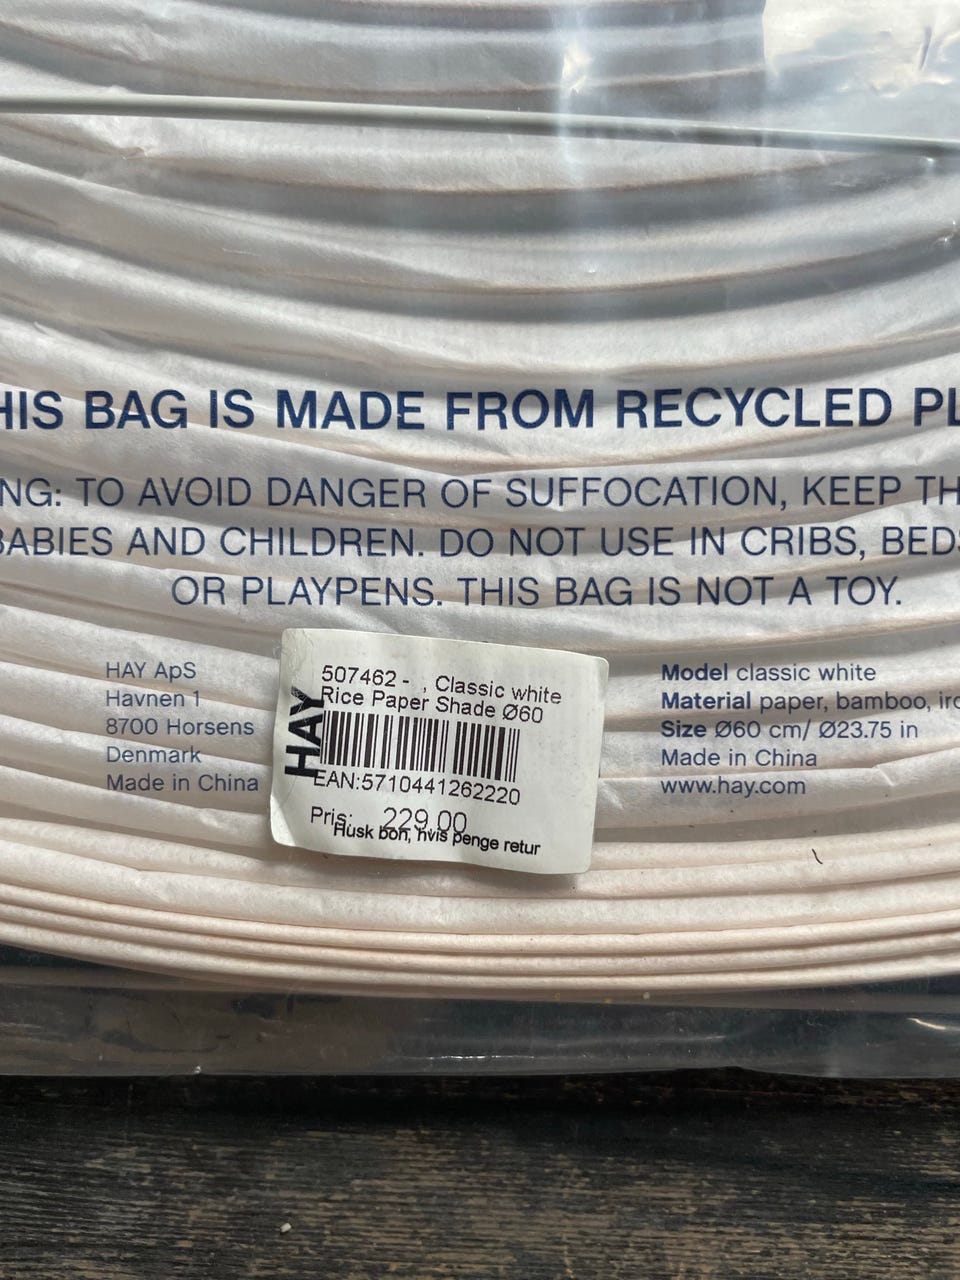 HIS BAG IS MADE FROM RECYCLED PL
NG: TO AVOID DANGER OF SUFFOCATION, KEEP TH
BABIES AND CHILDREN. DO NOT USE IN CRIBS, BEDS
OR PLAYPENS. THIS BAG IS NOT A TOY.
HAY ApS
Havnen 1
8700 Horsens
Denmark
Made in China
HAY
507462 - , Classic white
Rice Paper Shade Ø60
EAN:5710441262220
Pris: 229.00
Husk bon, hvis penge retur
Model classic white
Material paper, bamboo, iro
Size Ø60 cm/ Ø23.75 in
Made in China
www.hay.com